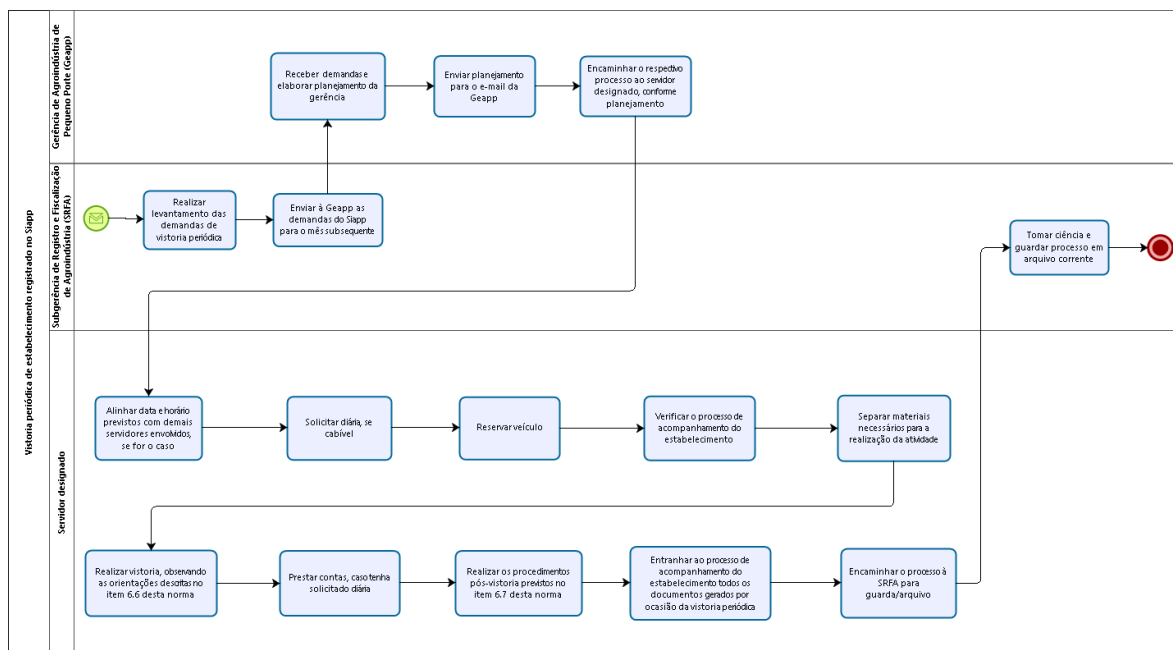 Vistoria periódica de estabelecimento registrado no Siapp
Gerência de Agroindústria de
Pequeno Porte (Geapp)
Receber demandas e
elaborar planejamento da
gerência
Enviar planejamento
para o e-mail da
Geapp
Encaminhar o respectivo
processo ao servidor
designado, conforme
planejamento
Subgerência de Registro e Fiscalização
de Agroindústria (SRFA)
Realizar
levantamento das
demandas de
vistoria periódica
Enviar à Geapp as
demandas do Siapp
para o mês subsequente
Tomar ciência e
guardar processo em
arquivo corrente
Servidor designado
Alinhar data e horário
previstos com demais
servidores envolvidos,
se for o caso
Solicitar diária, se
cabível
Reservar veículo
Verificar o processo de
acompanhamento do
estabelecimento
Separar materiais
necessários para a
realização da atividade
Realizar vistoria, observando
as orientações descritas no
item 6.6 desta norma
Prestar contas, caso tenha
solicitado diária
Realizar os procedimentos
pós-vistoria previstos no
item 6.7 desta norma
Entranhar ao processo de
acompanhamento do
estabelecimento todos os
documentos gerados por
ocasião da vistoria periódica
Encaminhar o processo à
SRFA para
guarda/arquivo